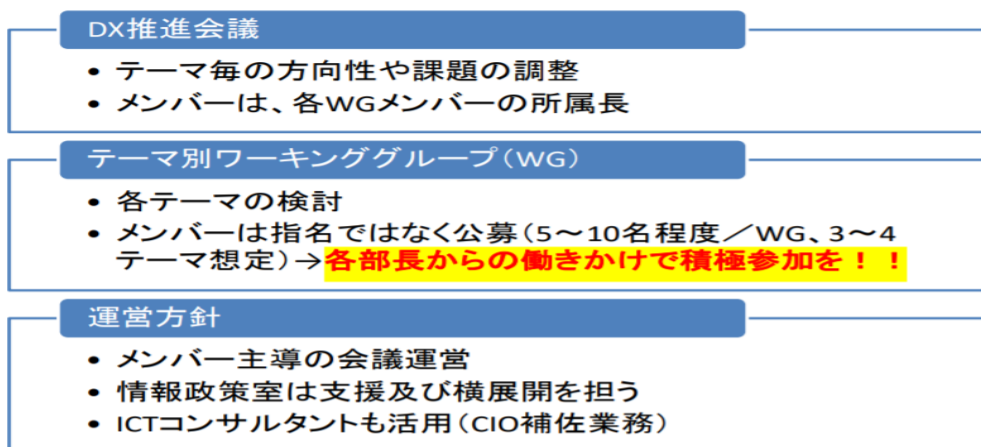 DX推進会議
• テーマ毎の方向性や課題の調整
• メンバーは、各WGメンバーの所属長
テーマ別ワーキンググループ(WG)
• 各テーマの検討
• メンバーは指名ではなく公募(5～10名程度／WG、3～4
テーマ想定)→各部長からの働きかけで積極参加を！！
運営方針
• メンバー主導の会議運営
• 情報政策室は支援及び横展開を担う
• ICTコンサルタントも活用(CIO補佐業務)